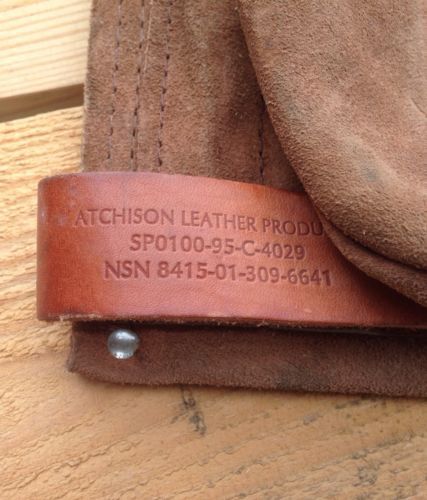 ATCHISON LEATHER PRODU
SP0100-95-C-4029
NSN 8415-01-309-6641